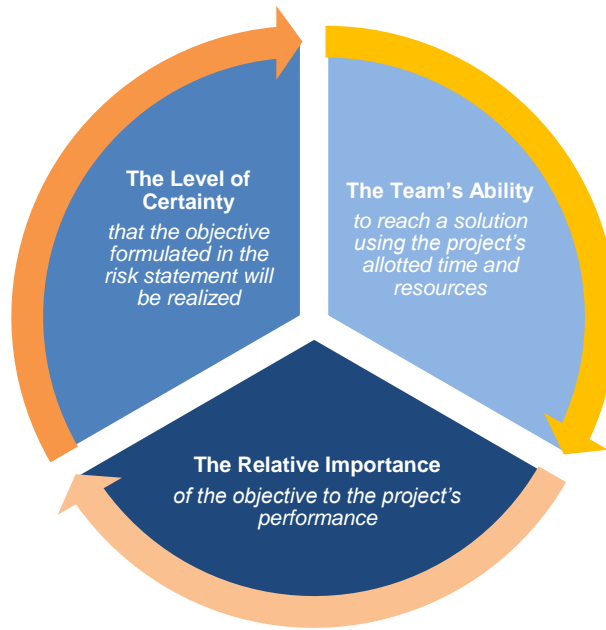 The Level of
Certainty
that the objective
formulated in the
risk statement will
be realized
The Team's Ability
to reach a solution
using the project's
allotted time and
resources
The Relative Importance
of the objective to the project's
performance